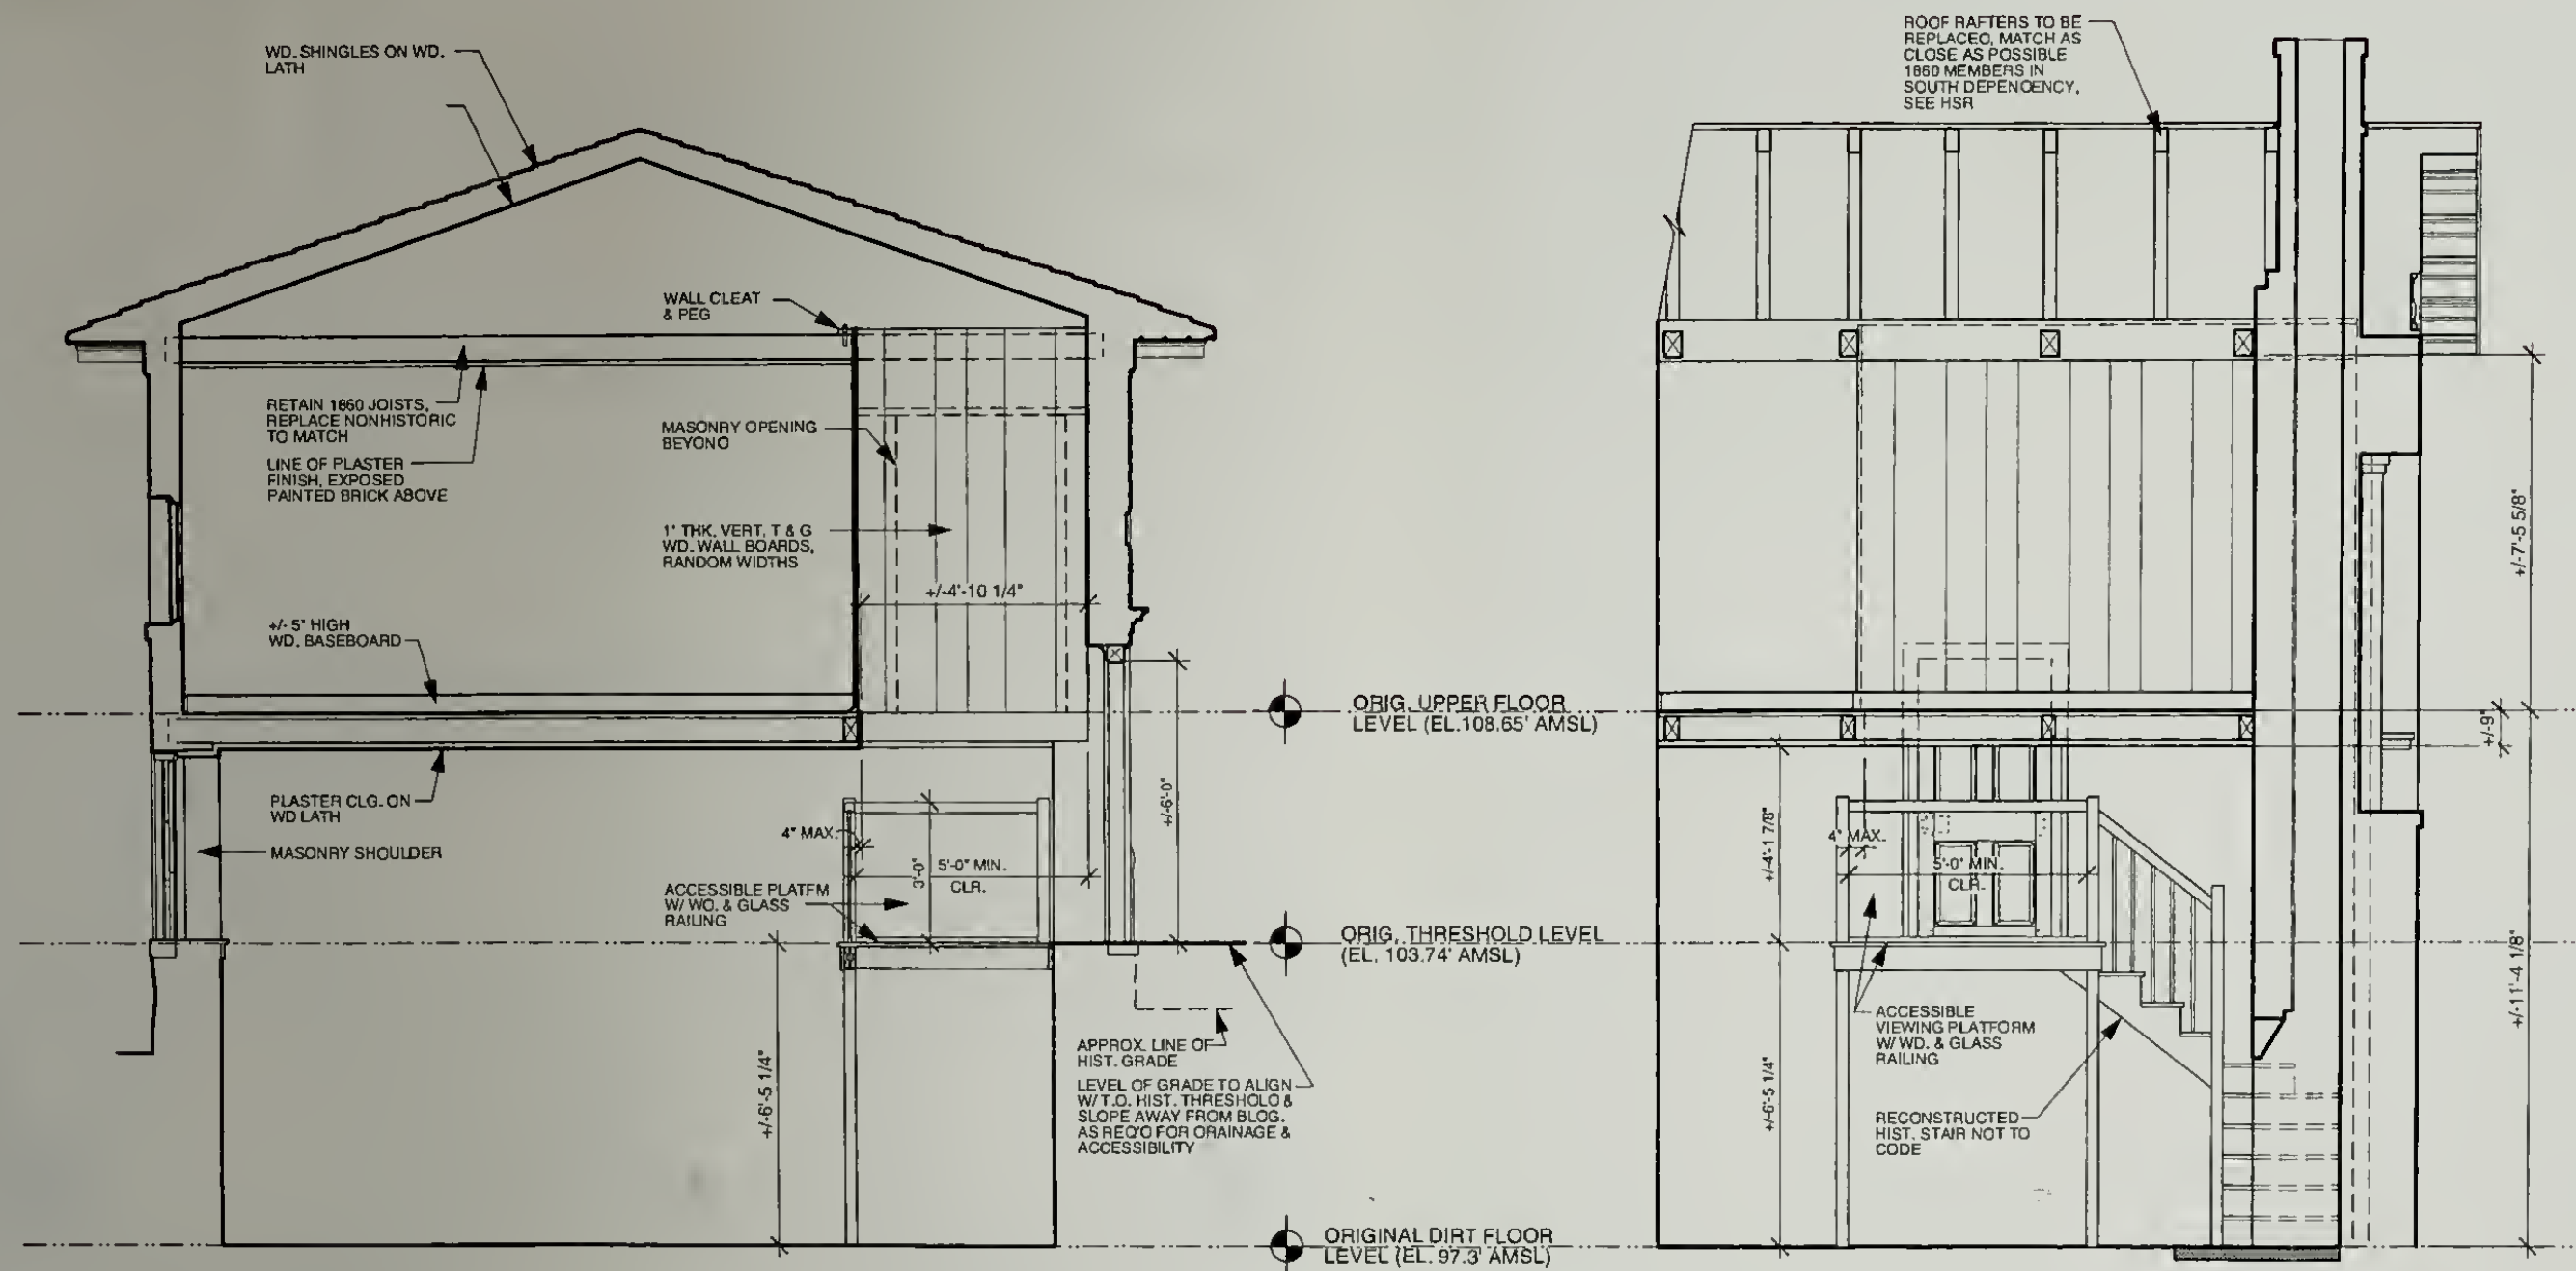 WD. SHINGLES ON WD.
LATH
WALL CLEAT
& PEG
RETAIN 1860 JOISTS,
REPLACE NONHISTORIC
TO MATCH
LINE OF PLASTER
FINISH, EXPOSED
PAINTED BRICK ABOVE
MASONRY OPENING
BEYONO
1" THK. VERT. T & G
WD. WALL BOARDS,
RANDOM WIDTHS
+/-4'-10 1/4"
+/- 5" HIGH
WD. BASEBOARD
PLASTER CLG. ON
WD LATH
MASONRY SHOULDER
4" MAX.
3'-0"
5'-0" MIN.
CLR.
+/-6'-0"
ACCESSIBLE PLATFM
W/ WO. & GLASS
RAILING
+/-6'-5 1/4"
APPROX. LINE OF
HIST. GRADE
LEVEL OF GRADE TO ALIGN
W/T.O. HIST. THRESHOLO &
SLOPE AWAY FROM BLOG.
AS REQ'O FOR ORAINAGE &
ACCESSIBILITY
ORIG. UPPER FLOOR
LEVEL (EL.108.65' AMSL)
ORIG. THRESHOLD LEVEL
(EL. 103.74' AMSL)
ORIGINAL DIRT FLOOR
LEVEL (EL. 97.3' AMSL)
ROOF RAFTERS TO BE
REPLACEO, MATCH AS
CLOSE AS POSSIBLE
1860 MEMBERS IN
SOUTH DEPENOENCY,
SEE HSR
+/-7'-5 5/8"
+/-9"
+/-4'-1 7/8"
4" MAX.
5'-0" MIN.
CLR.
+/-11'-4 1/8"
ACCESSIBLE
VIEWING PLATFORM
W/ WD. & GLASS
RAILING
+/-6'-5 1/4"
RECONSTRUCTED
HIST. STAIR NOT TO
CODE